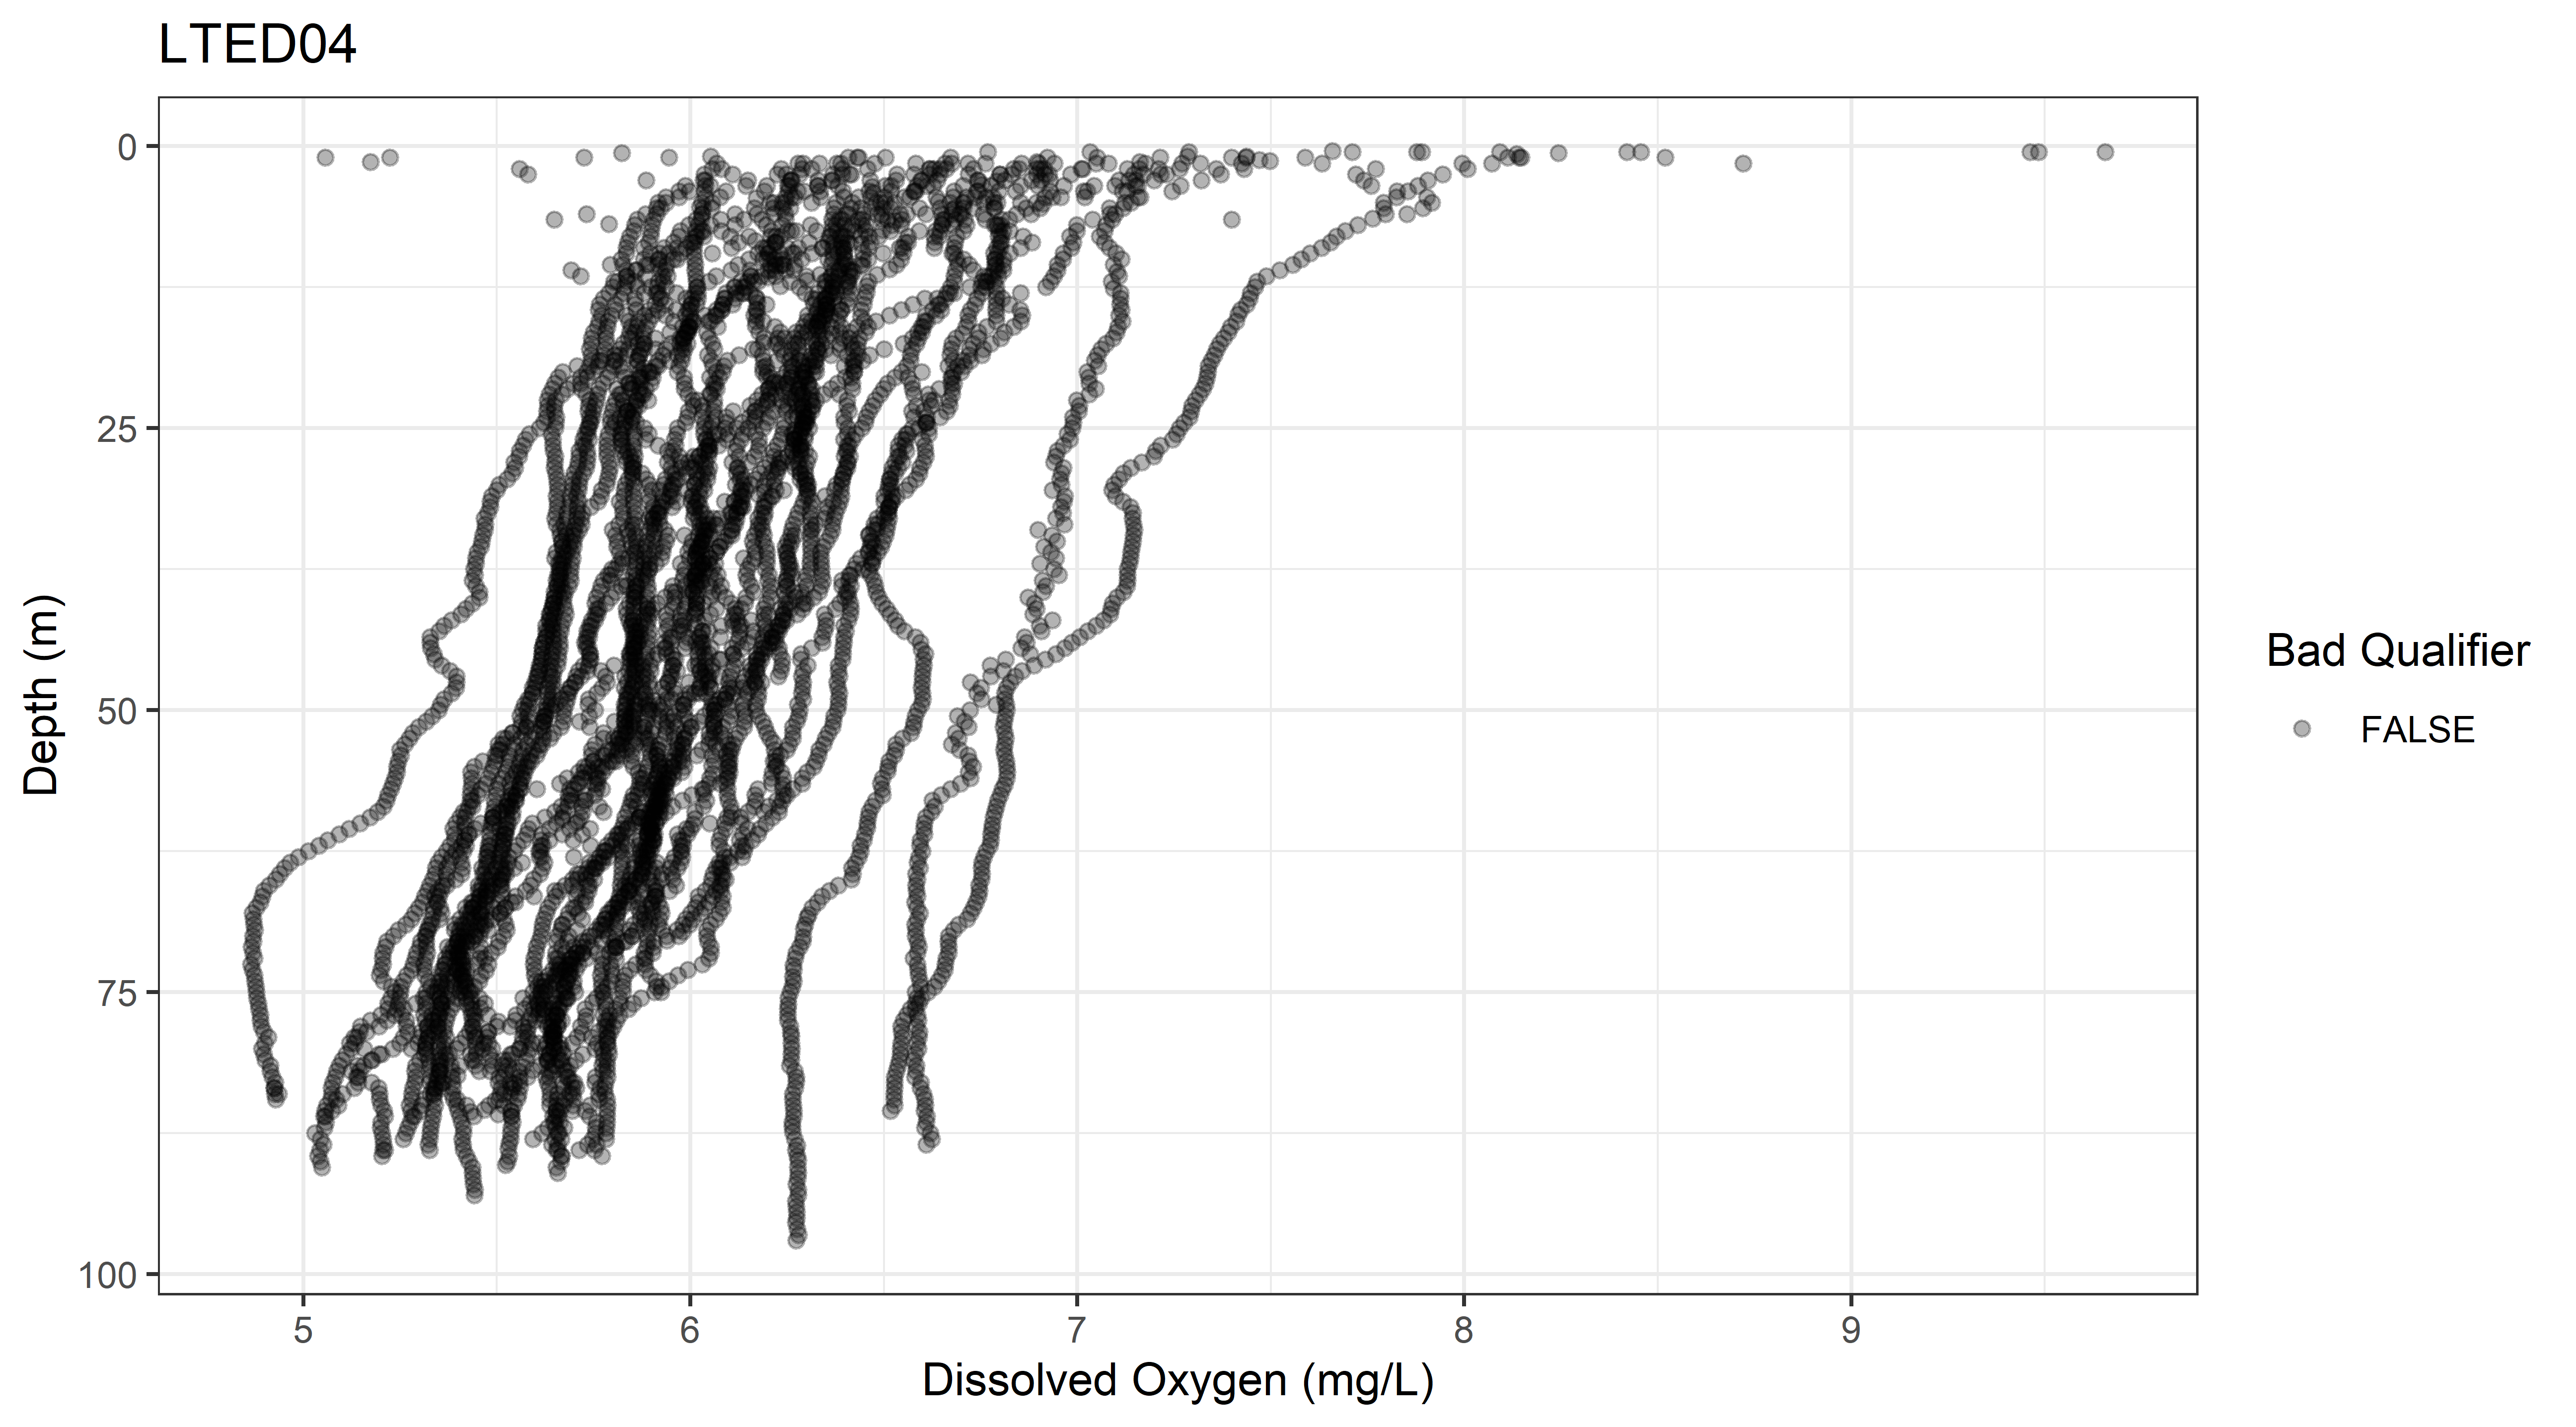 LTED04
0
25
50
75
100
Depth (m)
5 6 7 8 9
Dissolved Oxygen (mg/L)
Bad Qualifier
FALSE